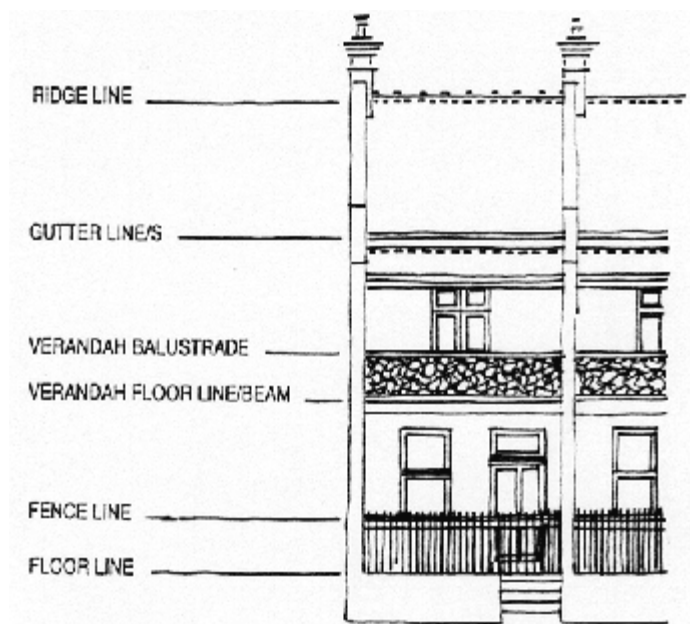 RIDGE LINE
GUTTER LINE/S
VERANDAH BALUSTRADE
VERANDAH FLOOR LINE/BEAM
FENCE LINE
FLOOR LINE